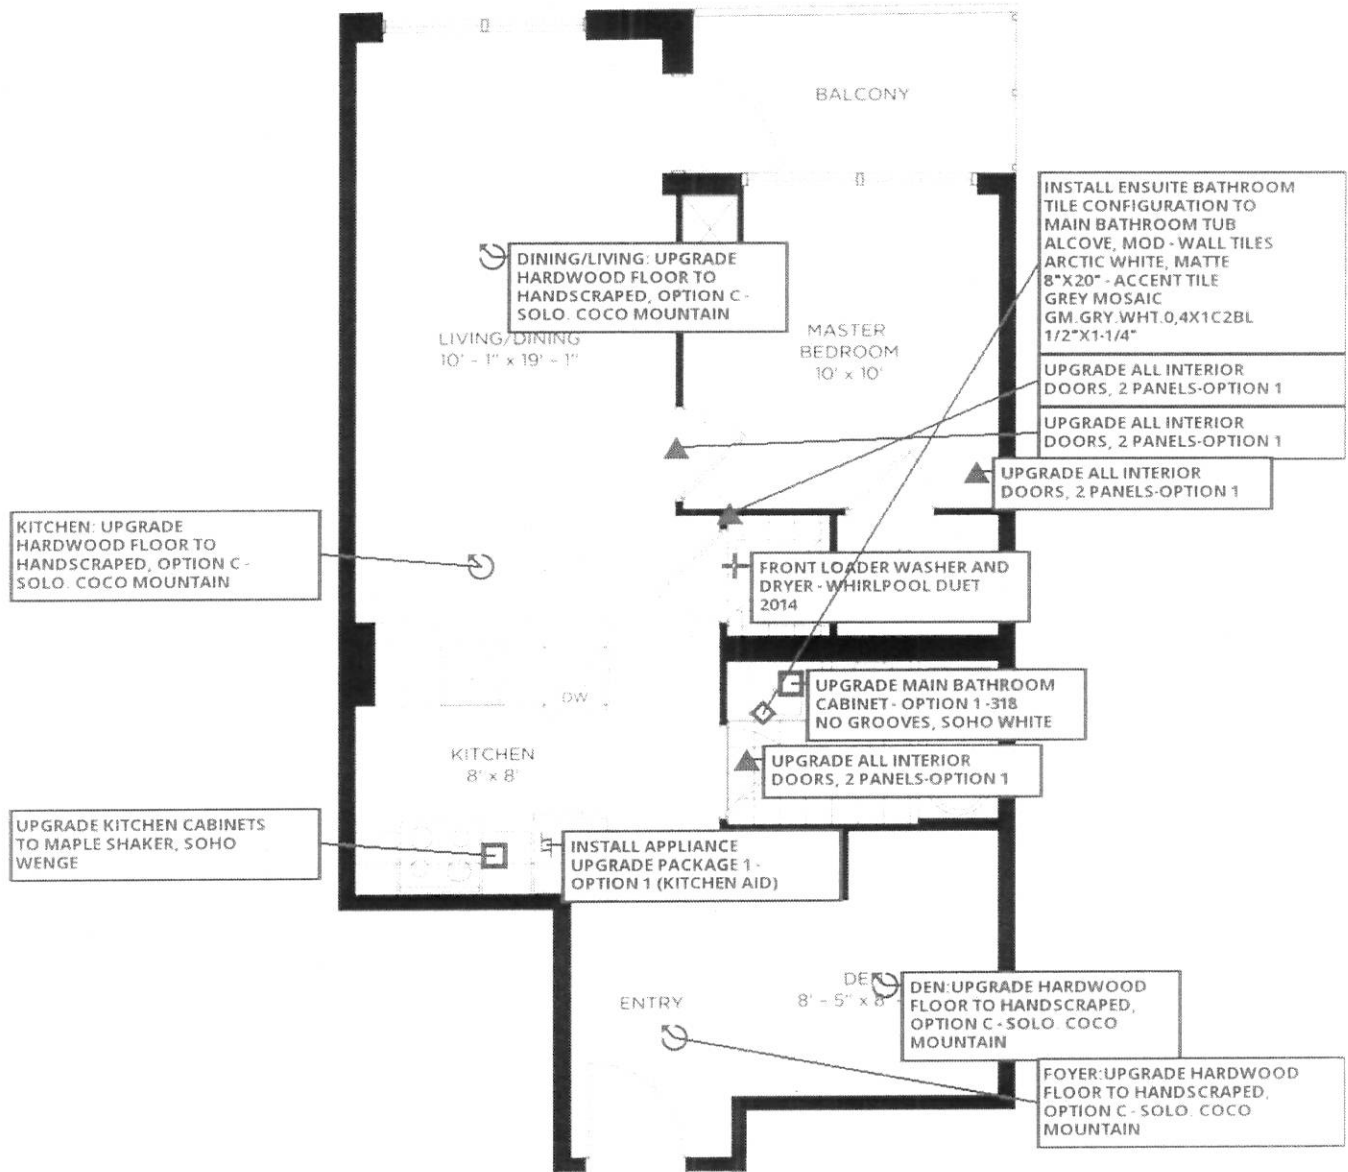 BALCONY
INSTALL ENSUITE BATHROOM
TILE CONFIGURATION TO
MAIN BATHROOM TUB
ALCOVE, MOD - WALL TILES
ARCTIC WHITE, MATTE
8"X20" - ACCENT TILE
GREY MOSAIC
GM.GRY.WHT.0,4X1C2BL
1/2"X1-1/4"
DINING/LIVING: UPGRADE
HARDWOOD FLOOR TO
HANDSCRAPED, OPTION C -
SOLO. COCO MOUNTAIN
LIVING/DINING
10' - 1" x 19' - 1"
MASTER
BEDROOM
10' x 10'
UPGRADE ALL INTERIOR
DOORS, 2 PANELS-OPTION 1
UPGRADE ALL INTERIOR
DOORS, 2 PANELS-OPTION 1
UPGRADE ALL INTERIOR
DOORS, 2 PANELS-OPTION 1
KITCHEN: UPGRADE
HARDWOOD FLOOR TO
HANDSCRAPED, OPTION C -
SOLO. COCO MOUNTAIN
FRONT LOADER WASHER AND
DRYER - WHIRLPOOL DUET
2014
DW
UPGRADE MAIN BATHROOM
CABINET - OPTION 1 -318
NO GROOVES, SOHO WHITE
KITCHEN
8' x 8'
UPGRADE ALL INTERIOR
DOORS, 2 PANELS-OPTION 1
UPGRADE KITCHEN CABINETS
TO MAPLE SHAKER, SOHO
WENGE
INSTALL APPLIANCE
UPGRADE PACKAGE 1 -
OPTION 1 (KITCHEN AID)
ENTRY
8' - 5" x 8'
DEN:UPGRADE HARDWOOD
FLOOR TO HANDSCRAPED,
OPTION C - SOLO. COCO
MOUNTAIN
FOYER:UPGRADE HARDWOOD
FLOOR TO HANDSCRAPED,
OPTION C - SOLO. COCO
MOUNTAIN